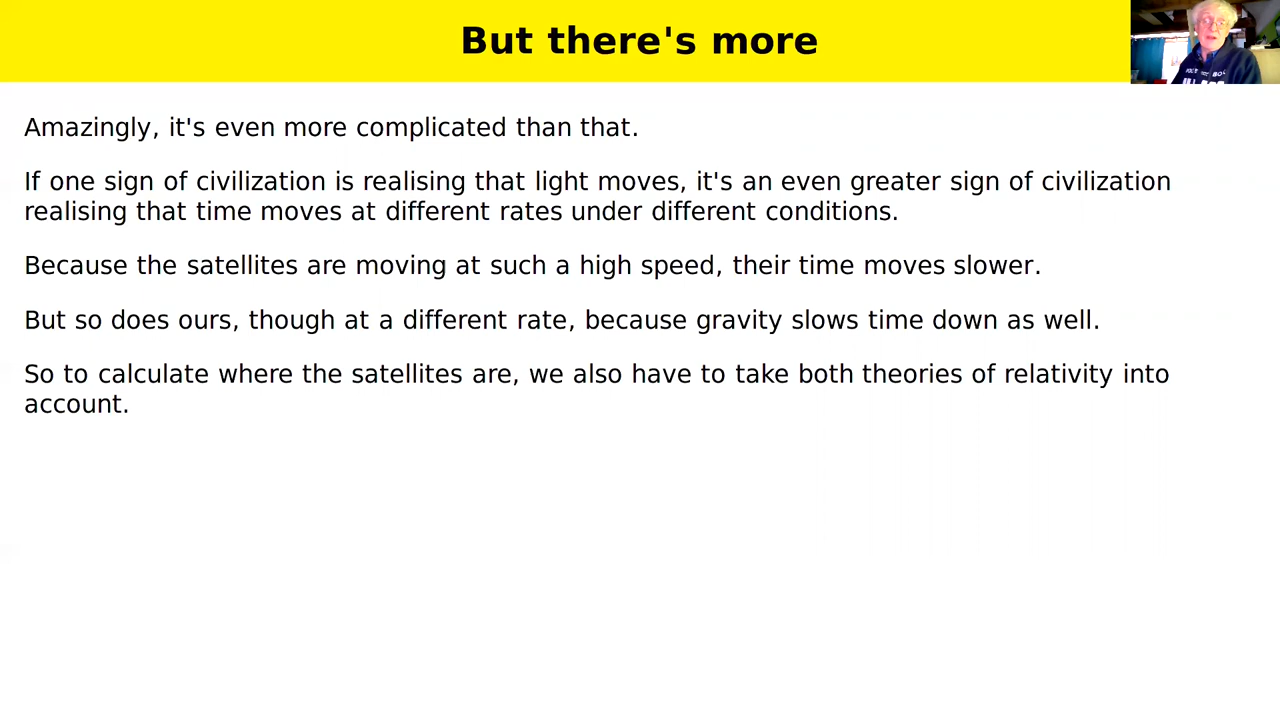 But there's more
Amazingly, it's even more complicated than that.
If one sign of civilization is realising that light moves, it's an even greater sign of civilization
realising that time moves at different rates under different conditions.
Because the satellites are moving at such a high speed, their time moves slower.
But so does ours, though at a different rate, because gravity slows time down as well.
So to calculate where the satellites are, we also have to take both theories of relativity into
account.